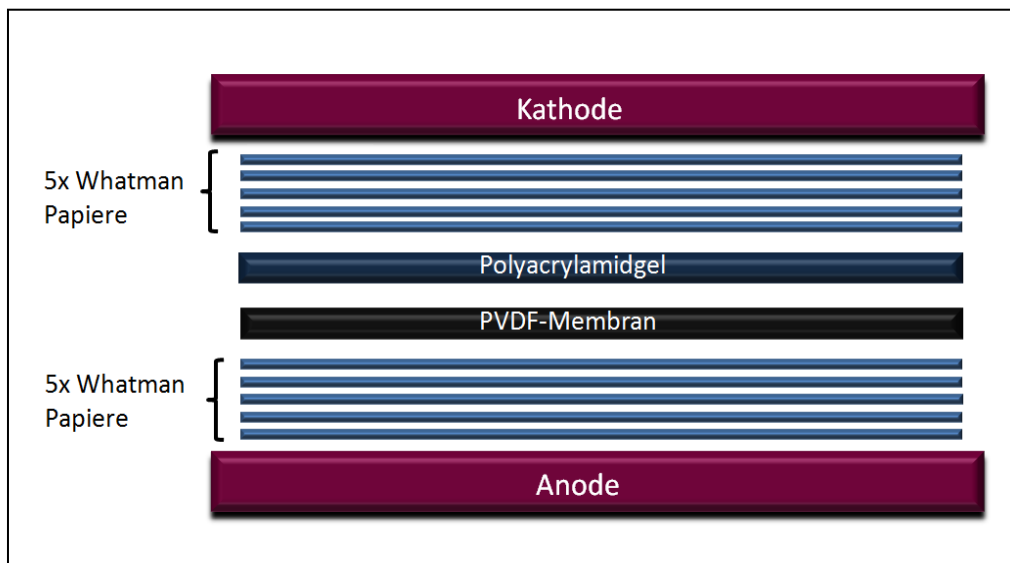 Kathode
5x Whatman
Papiere
Polyacrylamidgel
PVDF-Membran
5x Whatman
Papiere
Anode